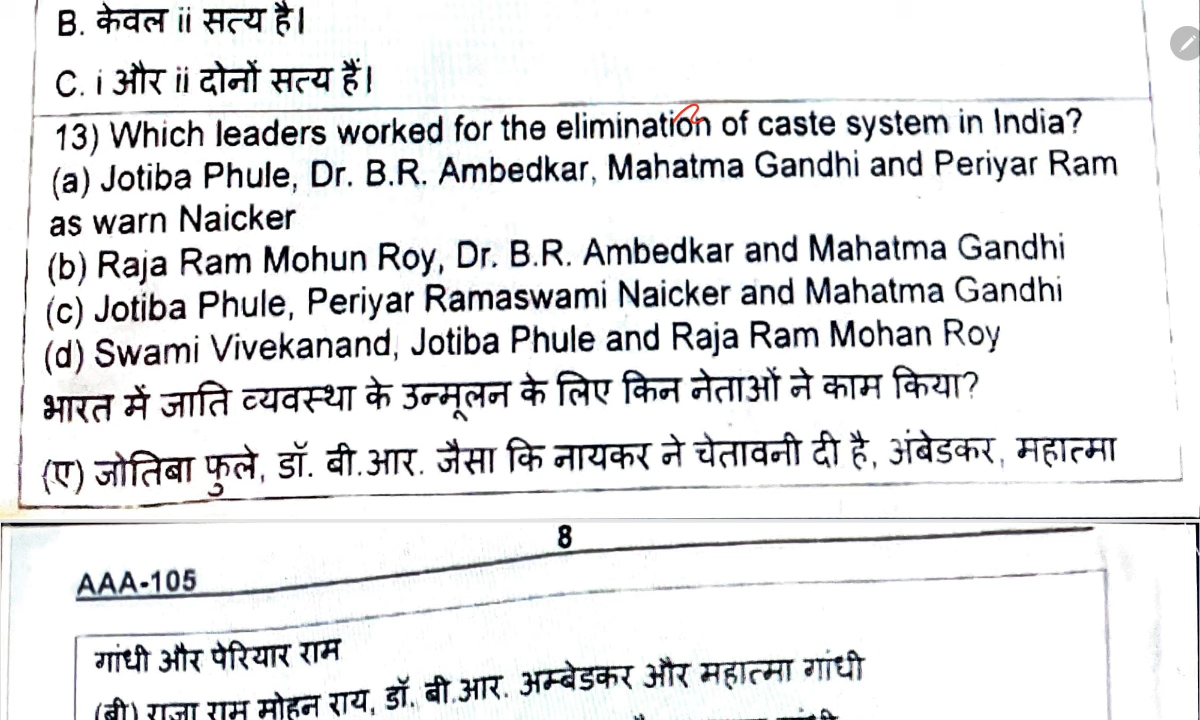 B. केवल ii सत्य है।
C. i और ii दोनों सत्य हैं।
13) Which leaders worked for the elimination of caste system in India?
(a) Jotiba Phule, Dr. B.R. Ambedkar, Mahatma Gandhi and Periyar Ram
as warn Naicker
(b) Raja Ram Mohun Roy, Dr. B.R. Ambedkar and Mahatma Gandhi
(c) Jotiba Phule, Periyar Ramaswami Naicker and Mahatma Gandhi
(d) Swami Vivekanand, Jotiba Phule and Raja Ram Mohan Roy
भारत में जाति व्यवस्था के उन्मूलन के लिए किन नेताओं ने काम किया?
(ए) जोतिबा फुले, डॉ. बी.आर. जैसा कि नायकर ने चेतावनी दी है, अंबेडकर, महात्मा
8
AAA-105
गांधी और पेरियार राम
(बी) राजा राम मोहन राय, डॉ. बी.आर. अम्बेडकर और महात्मा गांधी